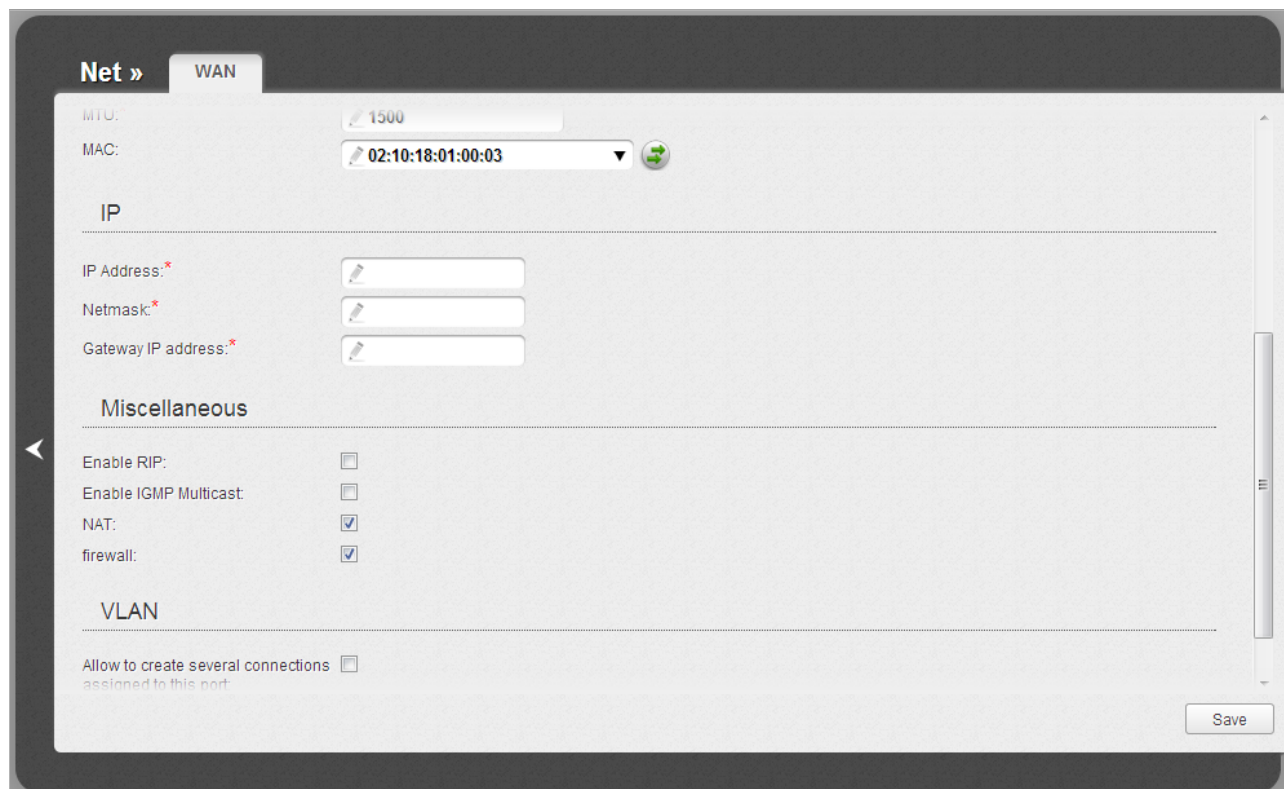 Net » WAN
MTU: 1500
MAC: 02:10:18:01:00:03
IP
IP Address:*
Netmask:*
Gateway IP address:*
Miscellaneous
Enable RIP:
Enable IGMP Multicast:
NAT:
firewall:
VLAN
Allow to create several connections
assigned to this port:
Save